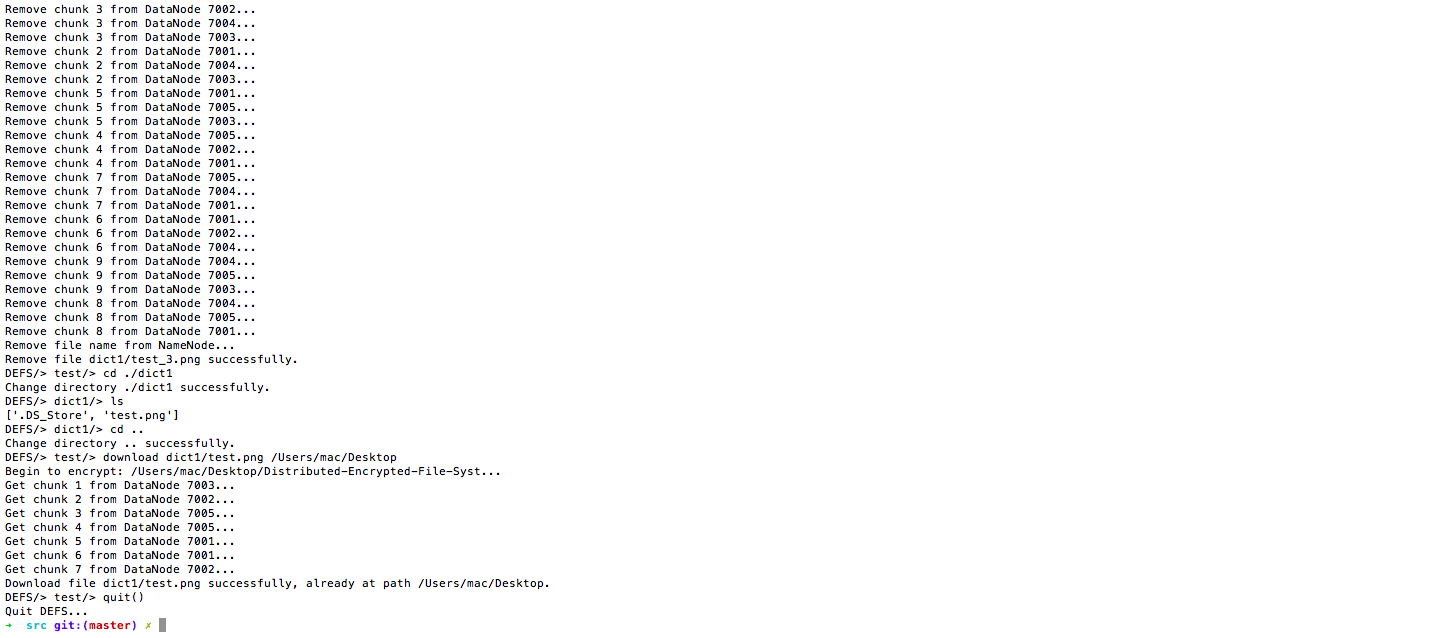 Remove chunk 3 from DataNode 7002...
Remove chunk 3 from DataNode 7004...
Remove chunk 3 from DataNode 7003...
Remove chunk 2 from DataNode 7001...
Remove chunk 2 from DataNode 7004...
Remove chunk 2 from DataNode 7003...
Remove chunk 5 from DataNode 7001...
Remove chunk 5 from DataNode 7005...
Remove chunk 5 from DataNode 7003...
Remove chunk 4 from DataNode 7005...
Remove chunk 4 from DataNode 7002...
Remove chunk 4 from DataNode 7001...
Remove chunk 7 from DataNode 7005...
Remove chunk 7 from DataNode 7004...
Remove chunk 7 from DataNode 7001...
Remove chunk 6 from DataNode 7001...
Remove chunk 6 from DataNode 7002...
Remove chunk 6 from DataNode 7004...
Remove chunk 9 from DataNode 7004...
Remove chunk 9 from DataNode 7005...
Remove chunk 9 from DataNode 7003...
Remove chunk 8 from DataNode 7004...
Remove chunk 8 from DataNode 7005...
Remove chunk 8 from DataNode 7001...
Remove file name from NameNode...
Remove file dict1/test_3.png successfully.
DEFS/> test/> cd ./dict1
Change directory ./dict1 successfully.
DEFS/> dict1/> ls
['.DS_Store', 'test.png']
DEFS/> dict1/> cd ..
Change directory .. successfully.
DEFS/> test/> download dict1/test.png /Users/mac/Desktop
Begin to encrypt: /Users/mac/Desktop/Distributed-Encrypted-File-Syst...
Get chunk 1 from DataNode 7003...
Get chunk 2 from DataNode 7002...
Get chunk 3 from DataNode 7005...
Get chunk 4 from DataNode 7005...
Get chunk 5 from DataNode 7001...
Get chunk 6 from DataNode 7001...
Get chunk 7 from DataNode 7002...
Download file dict1/test.png successfully, already at path /Users/mac/Desktop.
DEFS/> test/> quit()
Quit DEFS...
→ src git:(master) ✗